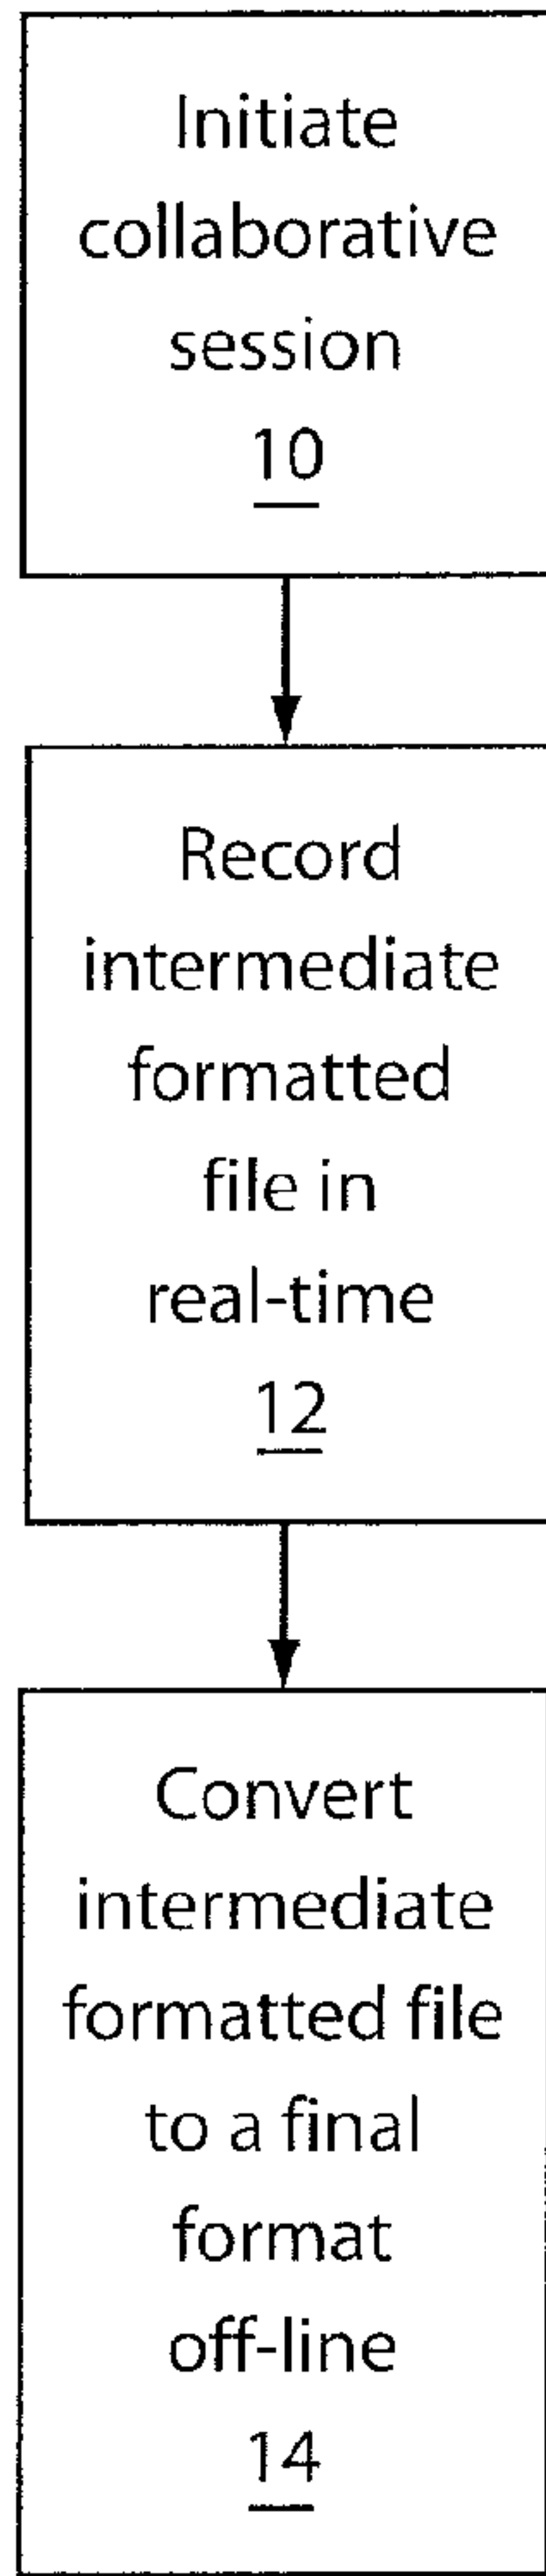 Initiate
collaborative
session
10
Record
intermediate
formatted
file in
real-time
12
Convert
intermediate
formatted file
to a final
format
off-line
14